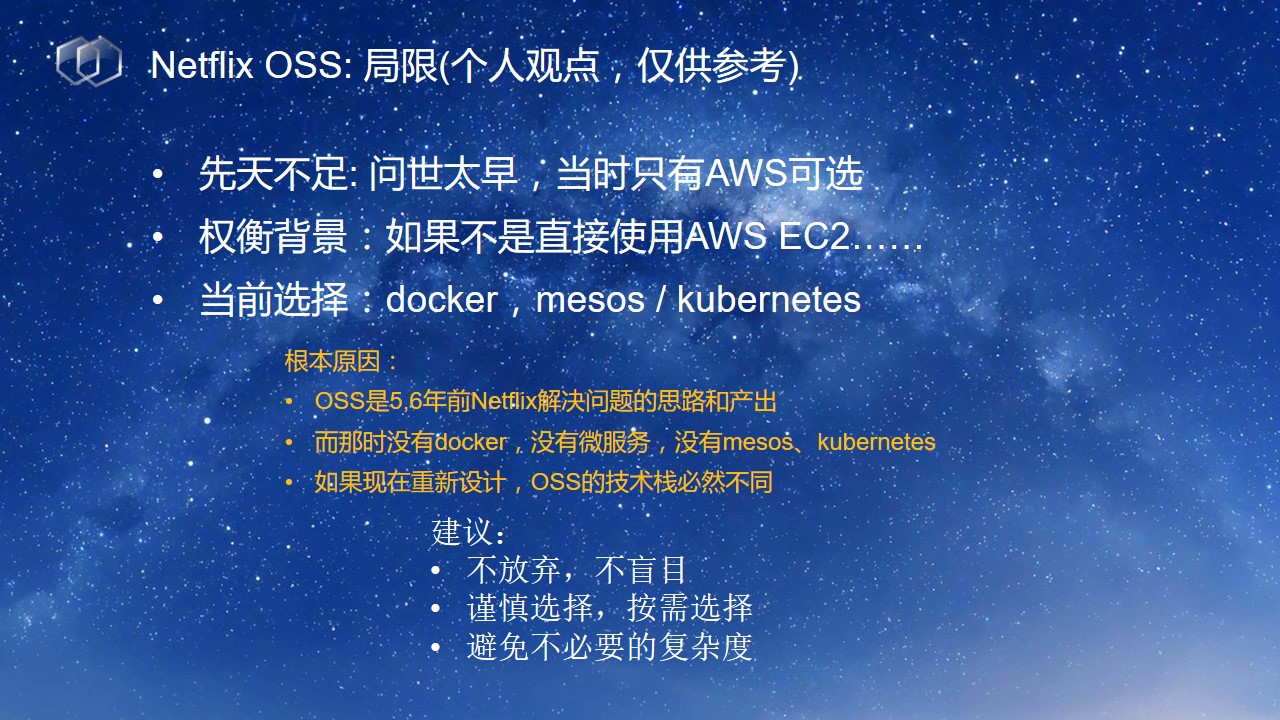 Netflix OSS: 局限(个人观点，仅供参考)
• 先天不足: 问世太早，当时只有AWS可选
• 权衡背景：如果不是直接使用AWS EC2……
• 当前选择：docker，mesos / kubernetes
根本原因：
• OSS是5,6年前Netflix解决问题的思路和产出
• 而那时没有docker，没有微服务，没有mesos、kubernetes
• 如果现在重新设计，OSS的技术栈必然不同
建议：
• 不放弃，不盲目
• 谨慎选择，按需选择
• 避免不必要的复杂度